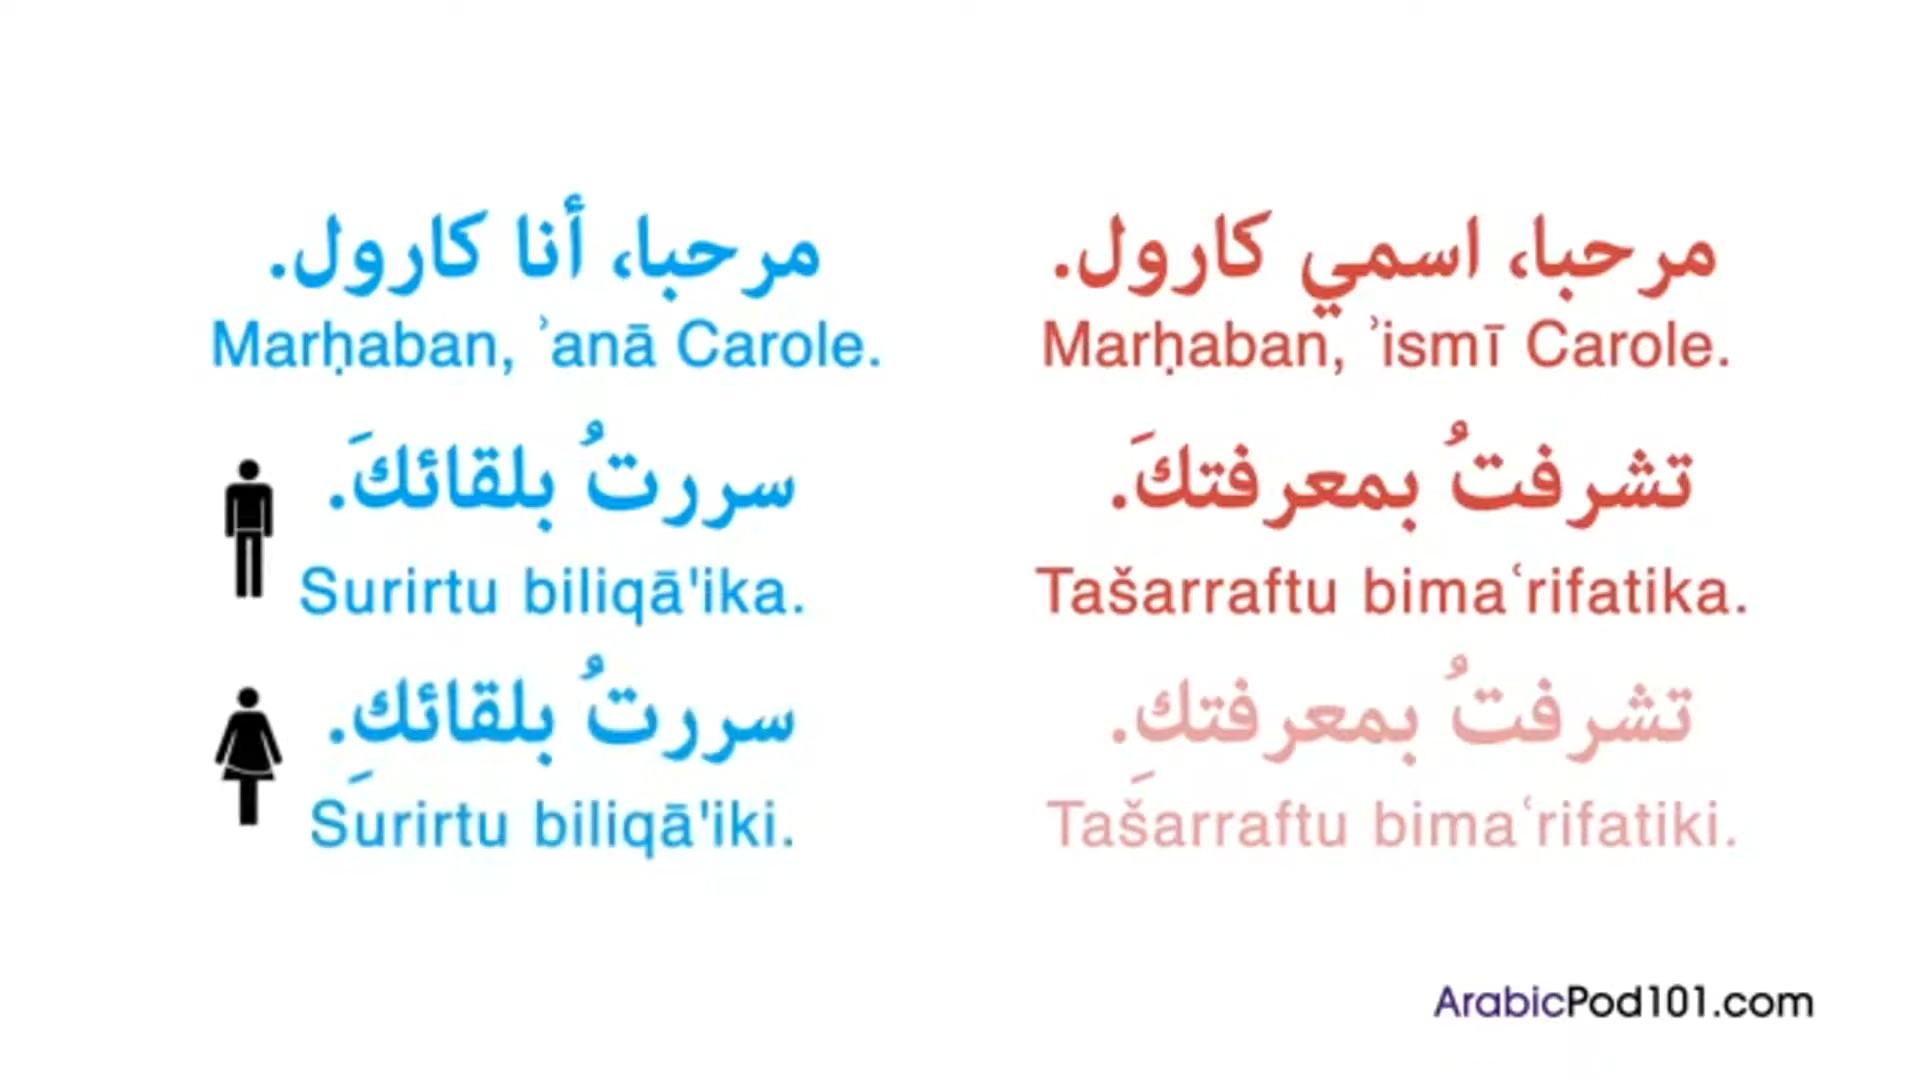 مرحبا، أنا كارول.
Marḥaban, ʾanā Carole.
سررتُ بلقائكَ.
Surirtu biliqā'ika.
سررتُ بلقائكِ.
Surirtu biliqā'iki.
مرحبا، اسمي كارول.
Marḥaban, ʾismī Carole.
تشرفتُ بمعرفتكَ.
Tašarraftu bimaʿrifatika.
تشرفتُ بمعرفتكِ.
Tašarraftu bimaʿrifatiki.
ArabicPod101.com